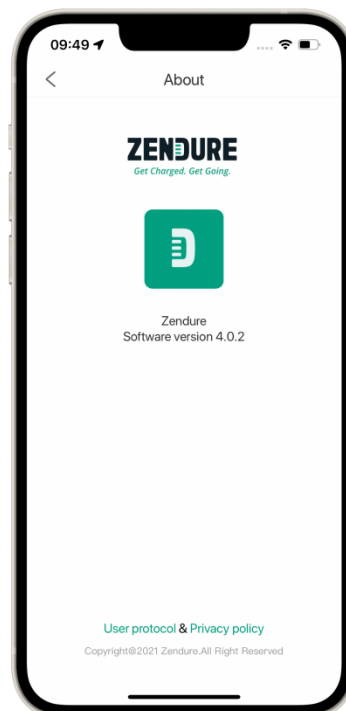 09:49
About
ZENDURE
Get Charged. Get Going.
Zendure
Software version 4.0.2
User protocol & Privacy policy
Copyright@2021 Zendure.All Right Reserved